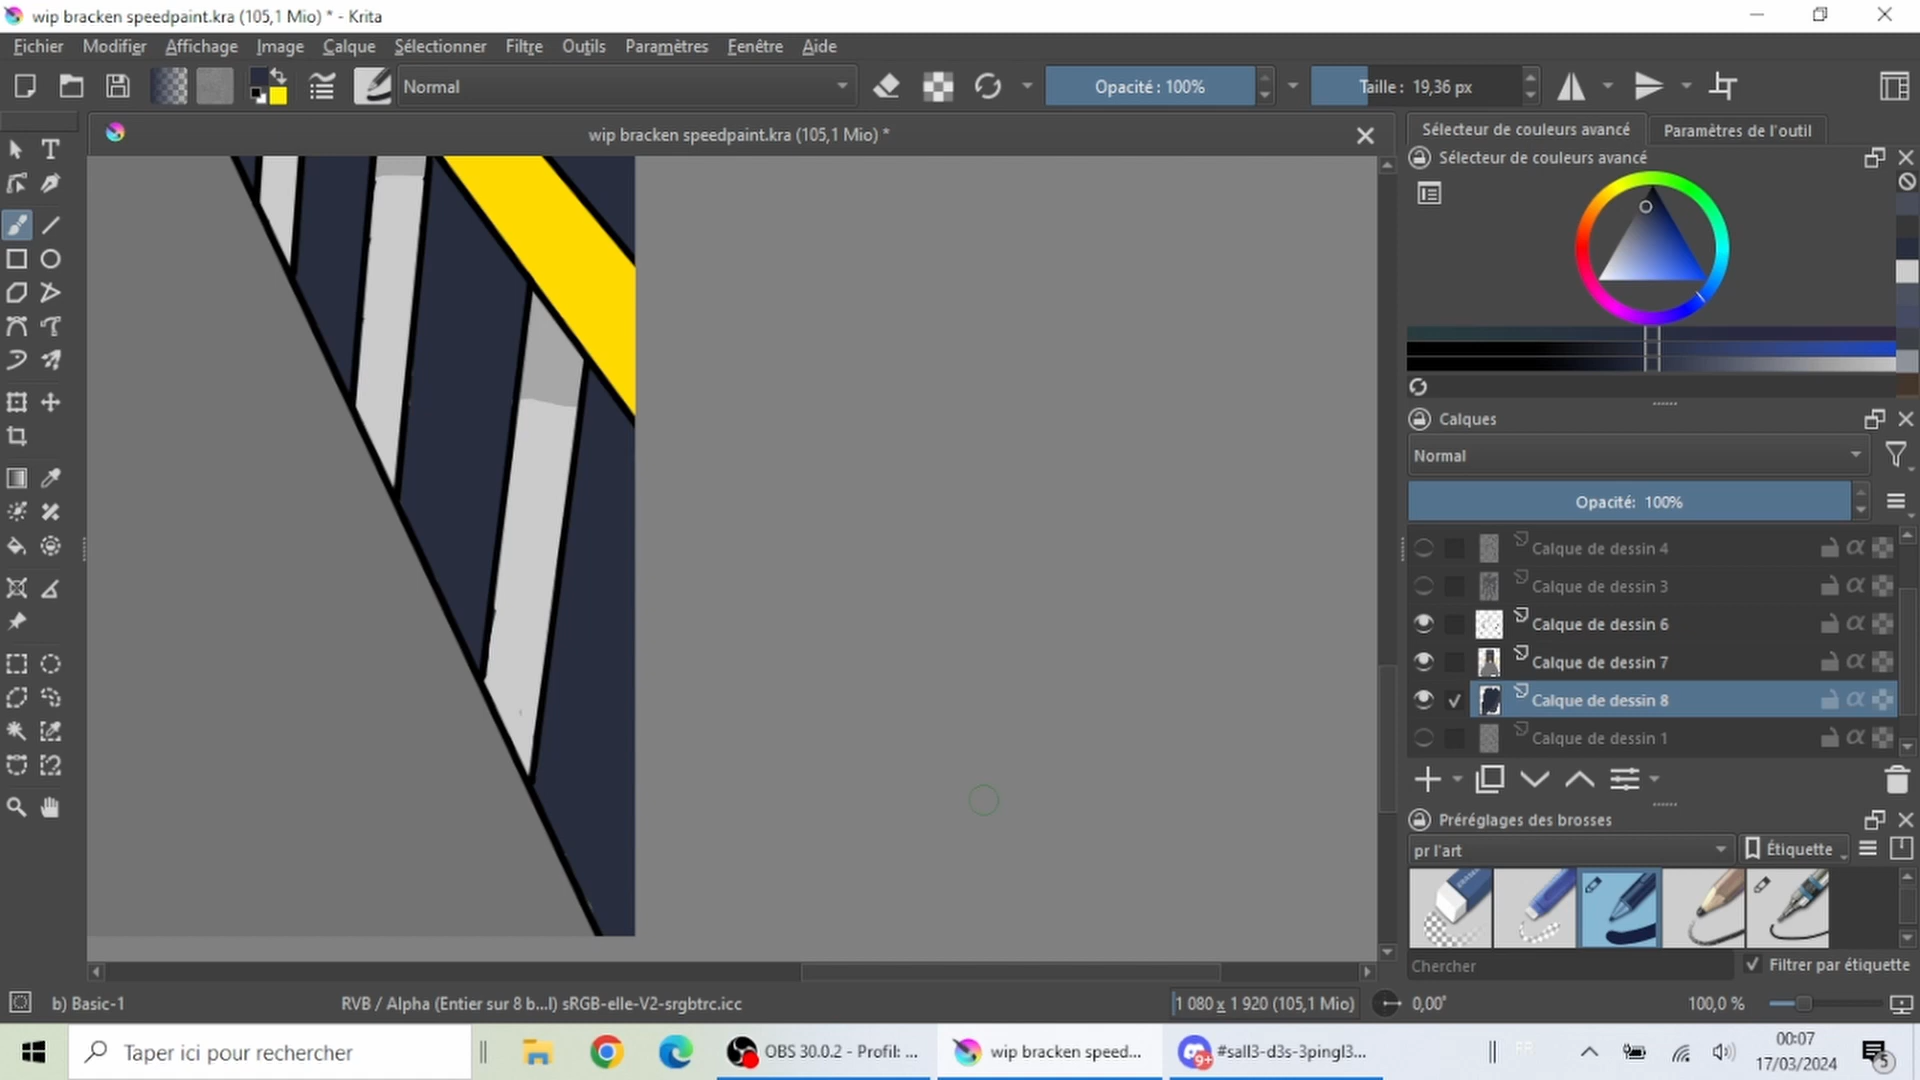 wip bracken speedpaint.kra (105,1 Mio) * - Krita
Fichier Modifier Affichage Image Calque Sélectionner Filtre Outils Paramètres Fenêtre Aide
Normal
Opacité : 100%
Taille : 19,36 px
wip bracken speedpaint.kra (105,1 Mio) *
Sélecteur de couleurs avancé
Paramètres de l'outil
Sélecteur de couleurs avancé
Calques
Normal
Opacité: 100%
Calque de dessin 4
Calque de dessin 3
Calque de dessin 6
Calque de dessin 7
Calque de dessin 8
Calque de dessin 1
Préréglages des brosses
pr l'art
Étiquette
Chercher
Filtrer par étiquette
b) Basic-1
RVB / Alpha (Entier sur 8 b...l) sRGB-elle-V2-srgbtrc.icc
1 080 x 1 920 (105,1 Mio)
0,00°
100,0 %
Taper ici pour rechercher
OBS 30.0.2 - Profil: ...
wip bracken speed...
9+
#sall3-d3s-3pingl3...
00:07
17/03/2024
5